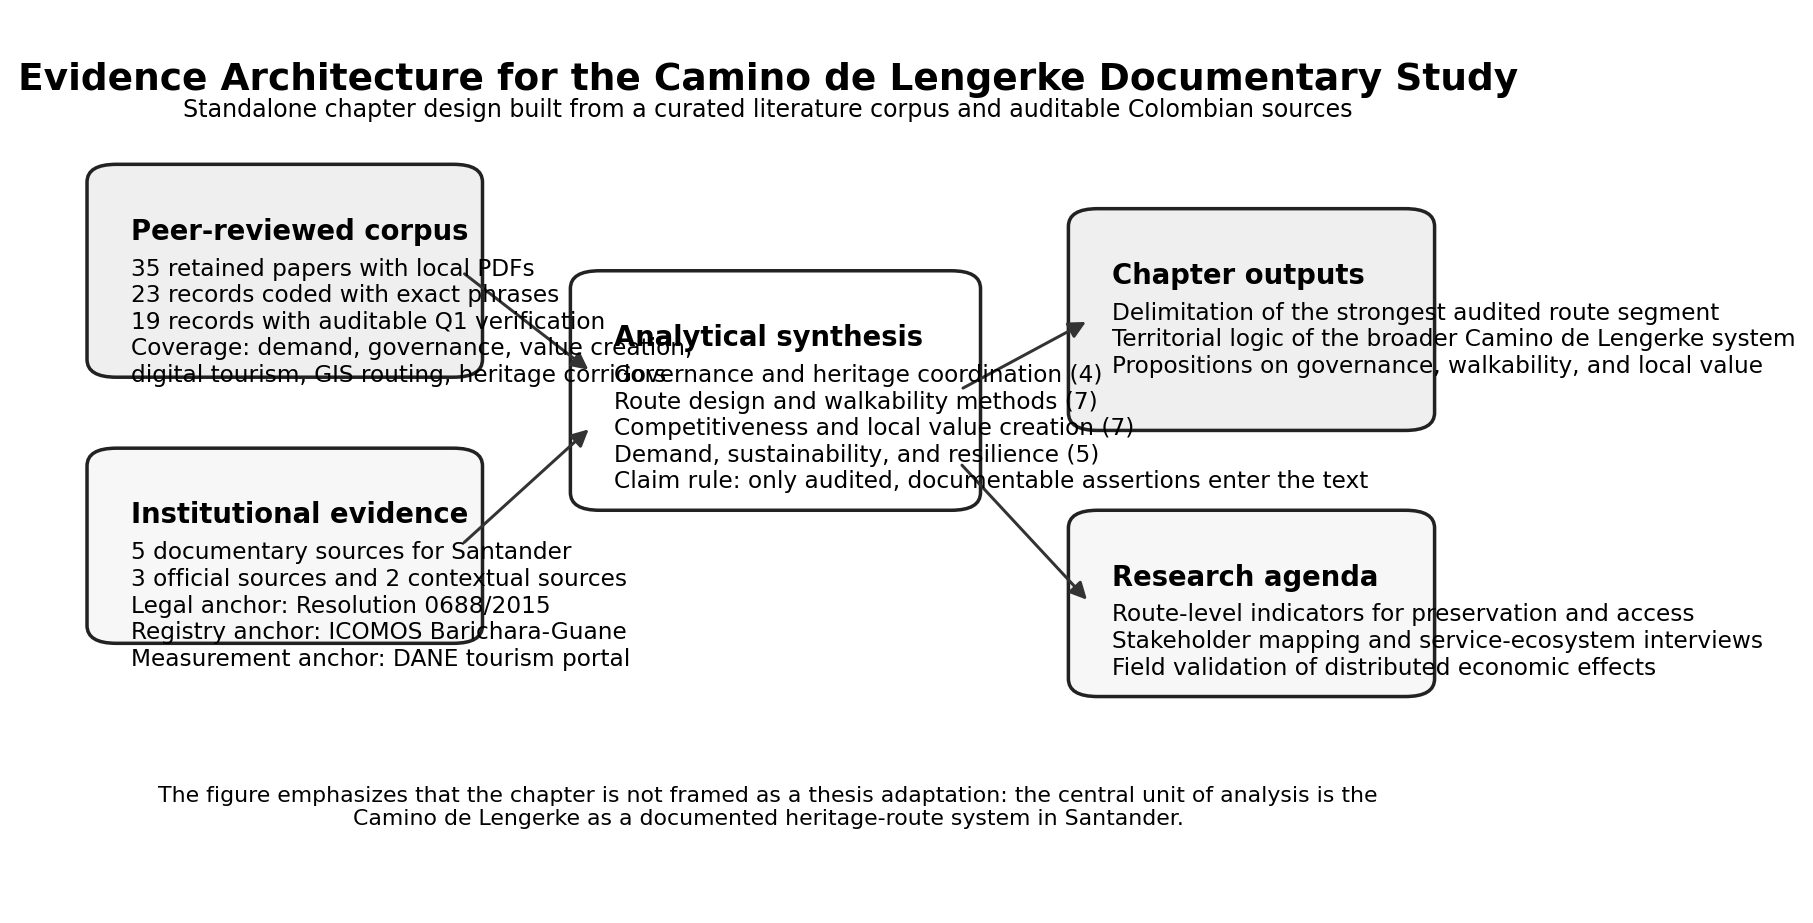 Evidence Architecture for the Camino de Lengerke Documentary Study
Standalone chapter design built from a curated literature corpus and auditable Colombian sources
Peer-reviewed corpus
35 retained papers with local PDFs
23 records coded with exact phrases
19 records with auditable Q1 verification
Coverage: demand, governance, value creation,
digital tourism, GIS routing, heritage corridors
Institutional evidence
5 documentary sources for Santander
3 official sources and 2 contextual sources
Legal anchor: Resolution 0688/2015
Registry anchor: ICOMOS Barichara-Guane
Measurement anchor: DANE tourism portal
Analytical synthesis
Governance and heritage coordination (4)
Route design and walkability methods (7)
Competitiveness and local value creation (7)
Demand, sustainability, and resilience (5)
Claim rule: only audited, documentable assertions enter the text
Chapter outputs
Delimitation of the strongest audited route segment
Territorial logic of the broader Camino de Lengerke system
Propositions on governance, walkability, and local value
Research agenda
Route-level indicators for preservation and access
Stakeholder mapping and service-ecosystem interviews
Field validation of distributed economic effects
The figure emphasizes that the chapter is not framed as a thesis adaptation: the central unit of analysis is the
Camino de Lengerke as a documented heritage-route system in Santander.